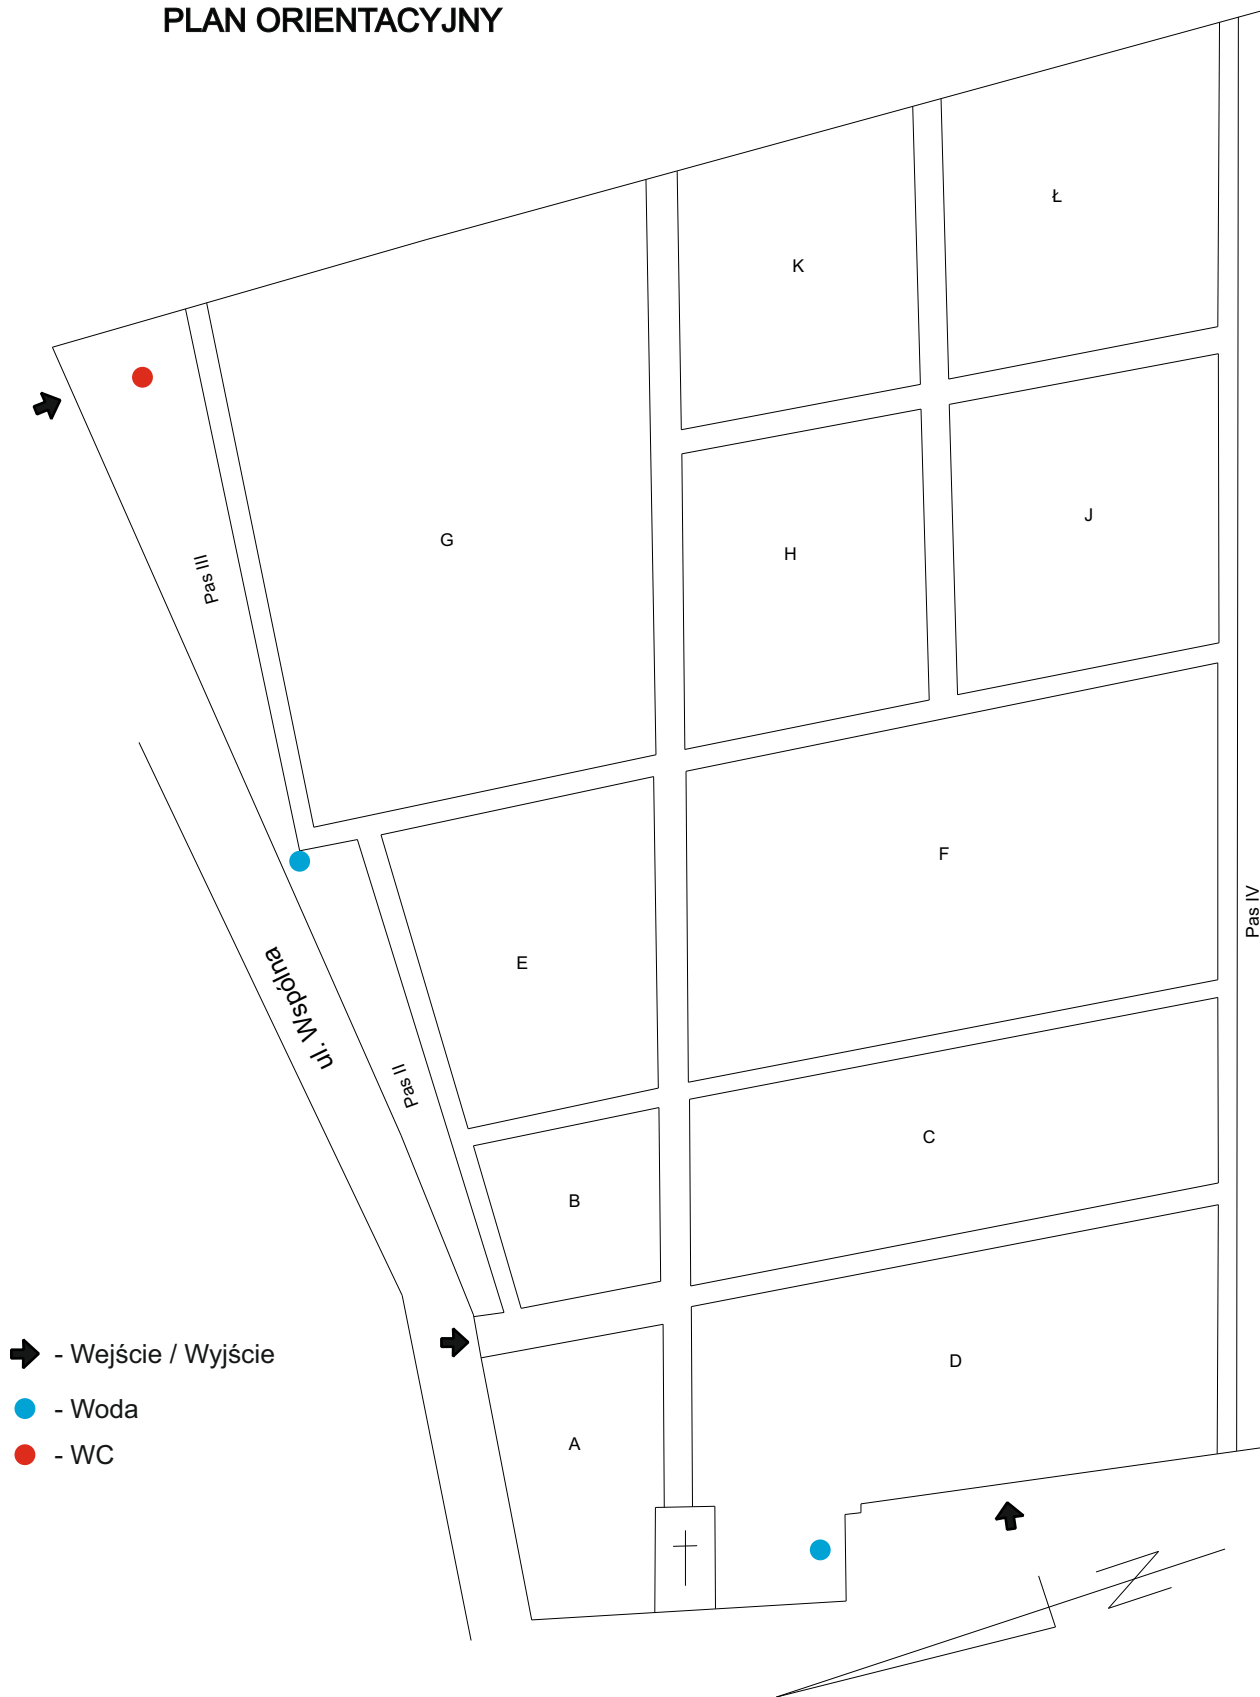 PLAN ORIENTACYJNY
Ł
K
J
G
H
Pas III
F
Pas IV
E
ul. Wspólna
Pas II
C
B
D
A
- Wejście / Wyjście
- Woda
- WC
N